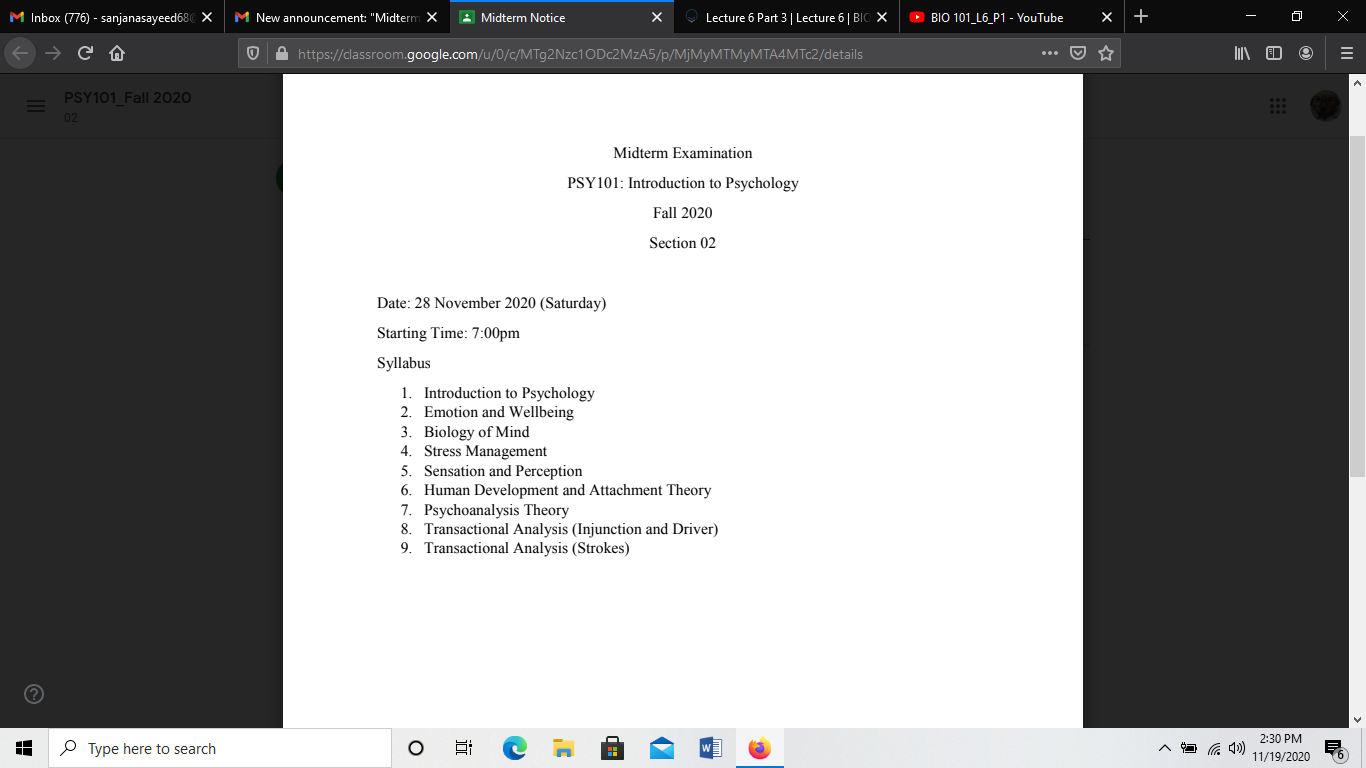 Inbox (776) - sanjanasayeed68@
New announcement: "Midterm
Midterm Notice
Lecture 6 Part 3 | Lecture 6 | BIO
BIO 101_L6_P1 - YouTube
https://classroom.google.com/u/0/c/MTg2Nzc1ODc2MzA5/p/MjMyMTMyMTA4MTc2/details
PSY101_Fall 2020
02
Midterm Examination
PSY101: Introduction to Psychology
Fall 2020
Section 02
Date: 28 November 2020 (Saturday)
Starting Time: 7:00pm
Syllabus
1. Introduction to Psychology
2. Emotion and Wellbeing
3. Biology of Mind
4. Stress Management
5. Sensation and Perception
6. Human Development and Attachment Theory
7. Psychoanalysis Theory
8. Transactional Analysis (Injunction and Driver)
9. Transactional Analysis (Strokes)
Type here to search
2:30 PM
11/19/2020
6